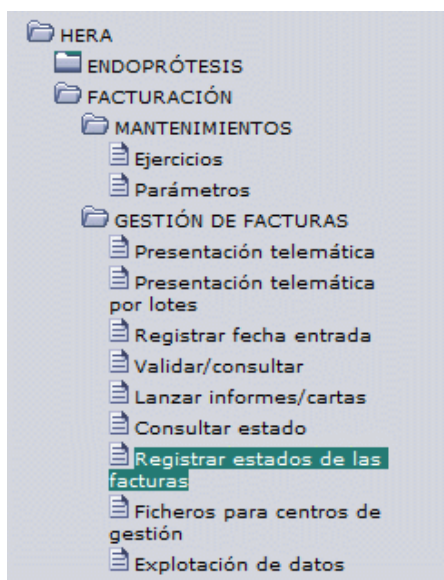 HERA
ENDOPRÓTESIS
FACTURACIÓN
MANTENIMIENTOS
Ejercicios
Parámetros
GESTIÓN DE FACTURAS
Presentación telemática
Presentación telemática
por lotes
Registrar fecha entrada
Validar/consultar
Lanzar informes/cartas
Consultar estado
Registrar estados de las
facturas
Ficheros para centros de
gestión
Explotación de datos